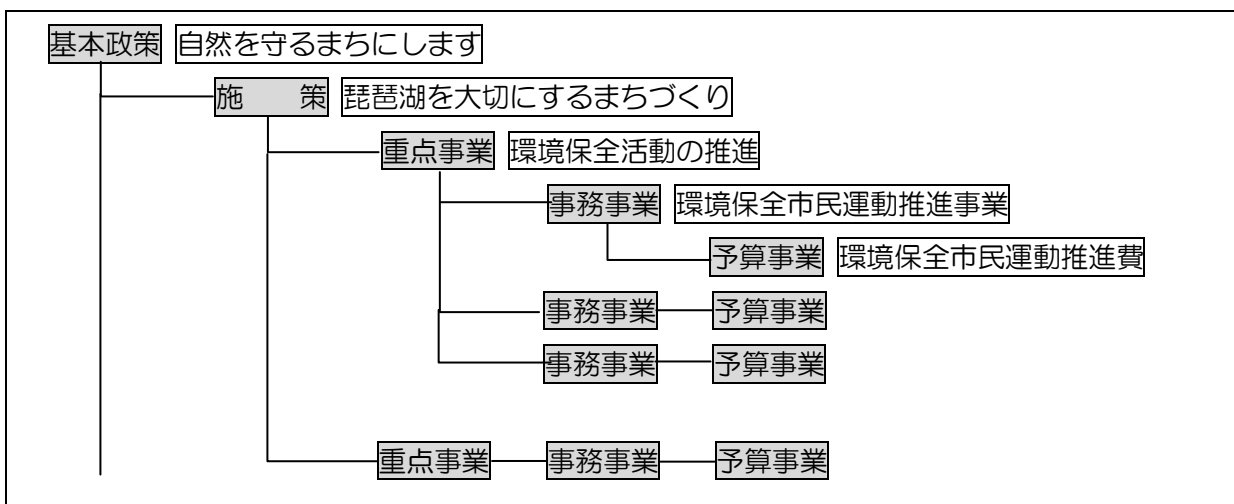 基本政策 自然を守るまちにします
施　　策 琵琶湖を大切にするまちづくり
重点事業 環境保全活動の推進
事務事業 環境保全市民運動推進事業
予算事業 環境保全市民運動推進費
事務事業 予算事業
事務事業 予算事業
重点事業 事務事業 予算事業